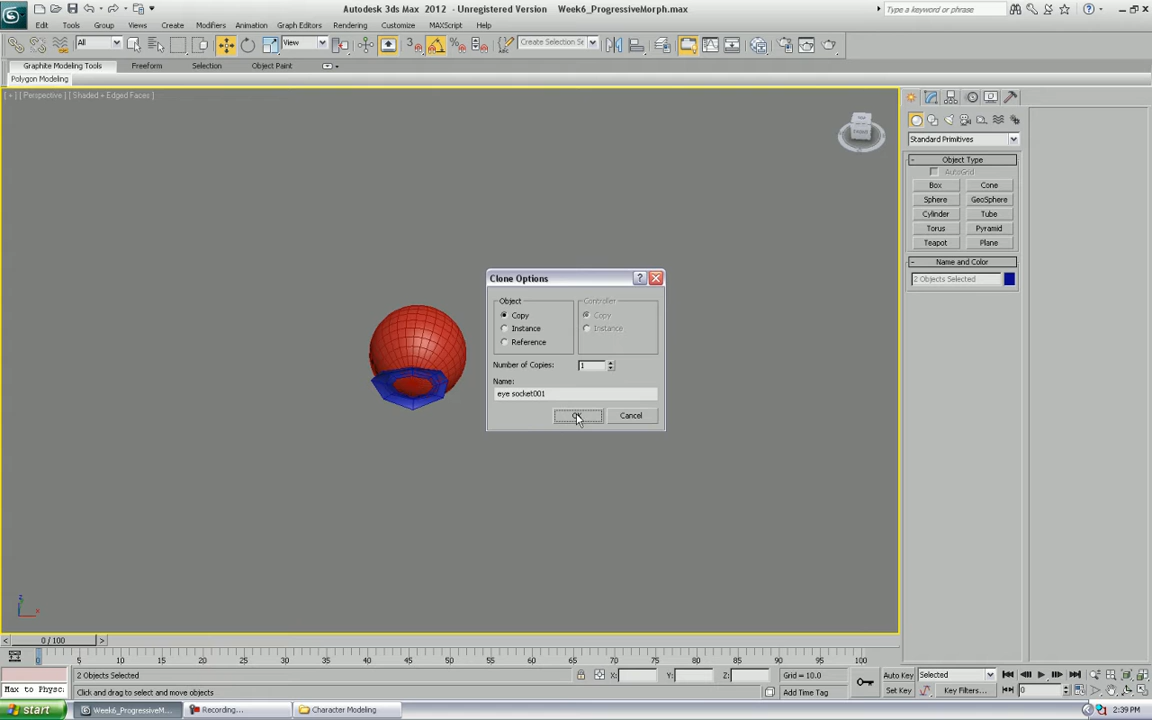 Autodesk 3ds Max 2012 - Unregistered Version Week6_ProgressiveMorph.max
Type a keyword or phrase
Edit Tools Group Views Create Modifiers Animation Graph Editors Rendering Customize MAXScript Help
All View 3 Create Selection Se
Graphite Modeling Tools Freeform Selection Object Paint
Polygon Modeling
[ + ] [ Perspective ] [ Shaded + Edged Faces ]
Standard Primitives
- Object Type
AutoGrid
Box Cone
Sphere GeoSphere
Cylinder Tube
Torus Pyramid
Teapot Plane
- Name and Color
2 Objects Selected
Clone Options
Object Controller
Copy Copy
Instance Instance
Reference
Number of Copies: 1
Name:
eye socket001
Cancel
z x
< 0 / 100 >
0 5 10 15 20 25 30 35 40 45 50 55 60 65 70 75 80 85 90 95 100
2 Objects Selected X: Y: Z: Grid = 10.0 Auto Key Selected
Max to Physc Click and drag to select and move objects Add Time Tag Set Key Key Filters... 0
start Week6_ProgressiveM... Recording... Character Modeling 2:39 PM